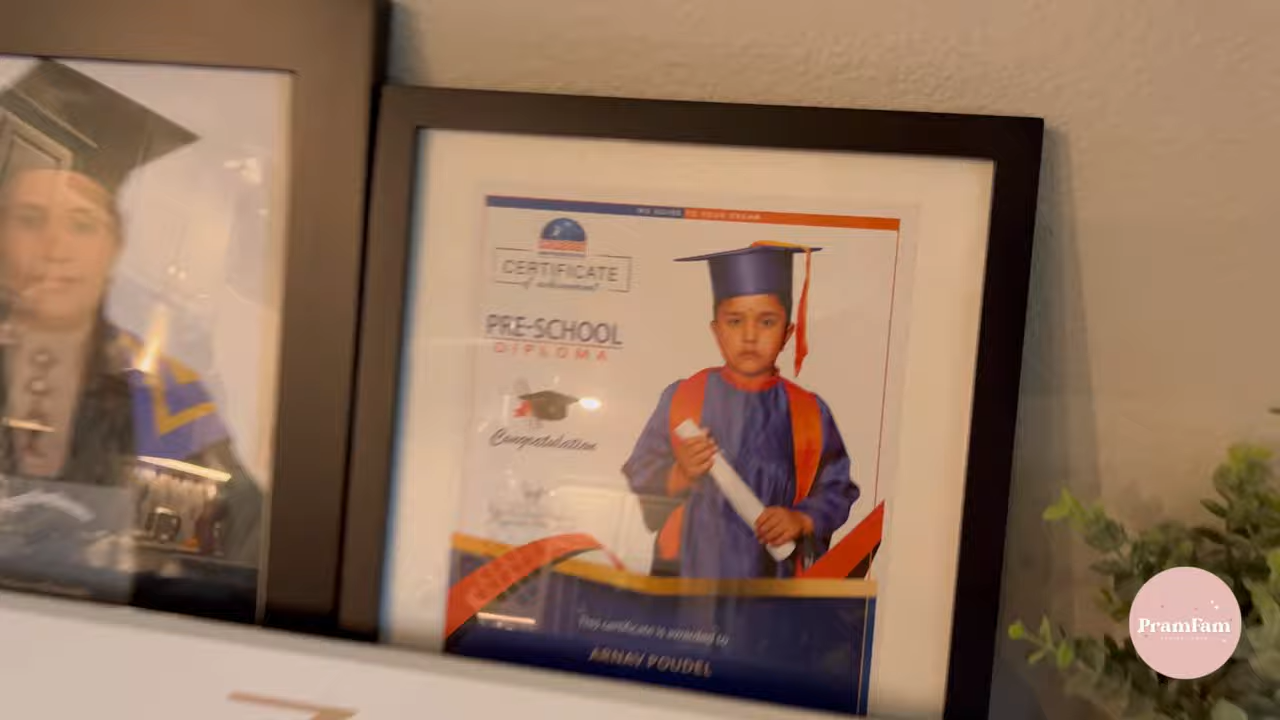 WE GUIDE TO YOUR DREAM
CERTIFICATE
of achievement
PRE-SCHOOL
DIPLOMA
Congratulation
This certificate is awarded to
ARNAV POUDEL
PramFam